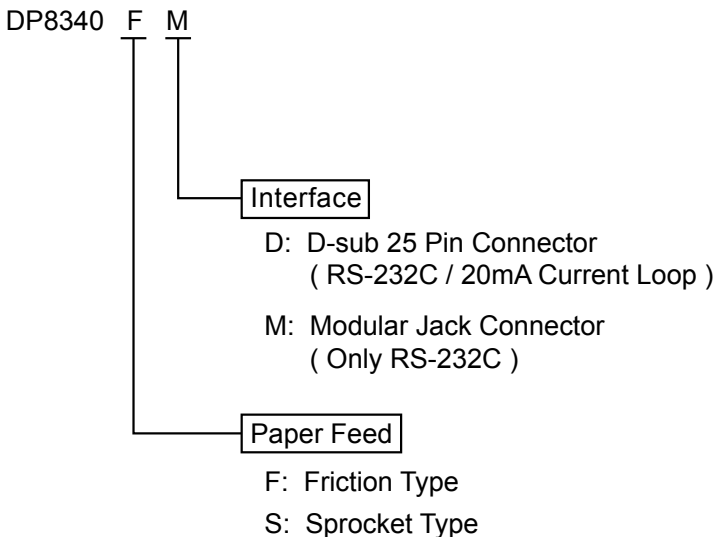 DP8340 F M
Interface
D: D-sub 25 Pin Connector
( RS-232C / 20mA Current Loop )
M: Modular Jack Connector
( Only RS-232C )
Paper Feed
F: Friction Type
S: Sprocket Type